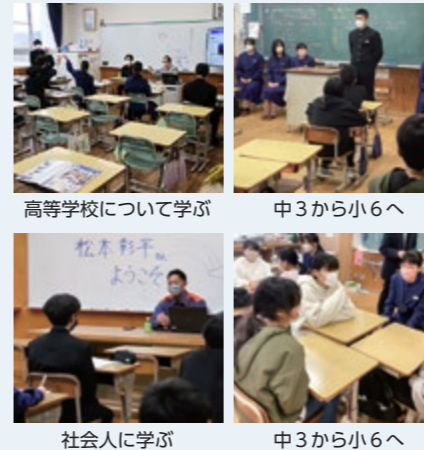 高等学校について学ぶ
中３から小６へ
松本彰平さん
ようこそ
社会人に学ぶ
中３から小６へ